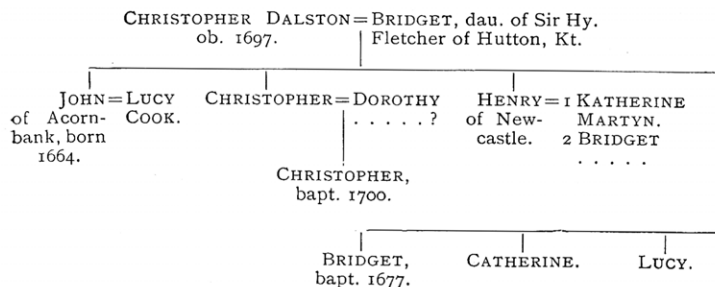 CHRISTOPHER DALSTON = BRIDGET, dau. of Sir Hy.
ob. 1697. Fletcher of Hutton, Kt.
JOHN = LUCY CHRISTOPHER = DOROTHY HENRY = 1 KATHERINE
of Acorn- COOK. . . . . . ? of New- MARTYN.
bank, born castle. 2 BRIDGET
1664. . . . . .
CHRISTOPHER,
bapt. 1700.
BRIDGET, CATHERINE. LUCY.
bapt. 1677.